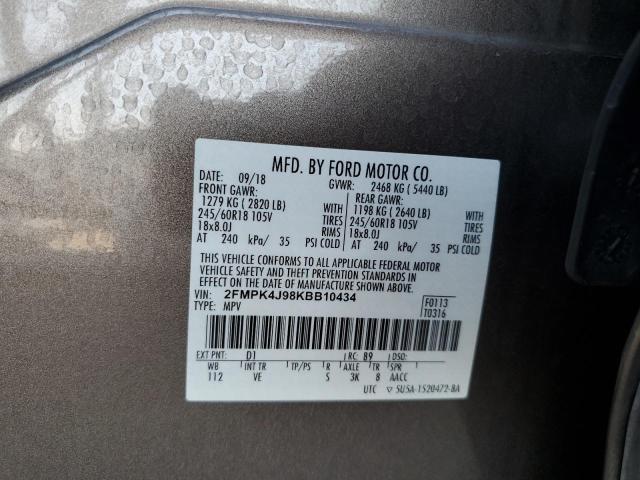 MFD. BY FORD MOTOR CO.
DATE: 09/18 GVWR: 2468 KG ( 5440 LB)
FRONT GAWR: REAR GAWR:
1279 KG ( 2820 LB) WITH 1198 KG ( 2640 LB) WITH
245/60R18 105V TIRES 245/60R18 105V TIRES
18x8.0J RIMS 18x8.0J RIMS
AT 240 kPa/ 35 PSI COLD AT 240 kPa/ 35 PSI COLD
THIS VEHICLE CONFORMS TO ALL APPLICABLE FEDERAL MOTOR
VEHICLE SAFETY AND BUMPER AND THEFT PREVENTION STANDARDS IN
EFFECT ON THE DATE OF MANUFACTURE SHOWN ABOVE.
VIN: 2FMPK4J98KBB10434 F0113
TYPE: MPV T0316
EXT PNT: D1 RC: B9 DSO:
WB INT TR TP/PS R AXLE TR SPR
112 VE S 3K 8 AACC
UTC ▽ 5U5A-1520472-BA